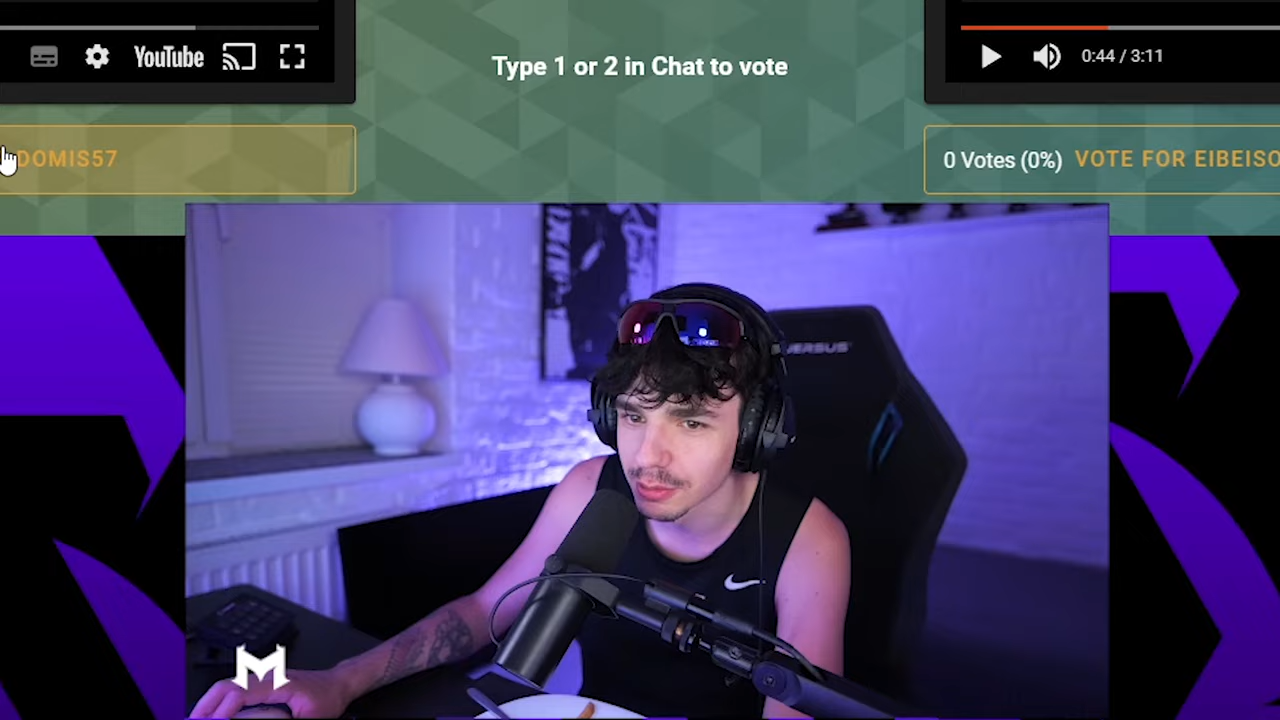 YouTube
Type 1 or 2 in Chat to vote
0:44 / 3:11
DOMIS57
0 Votes (0%) VOTE FOR EIBEISO
VERSUS
M